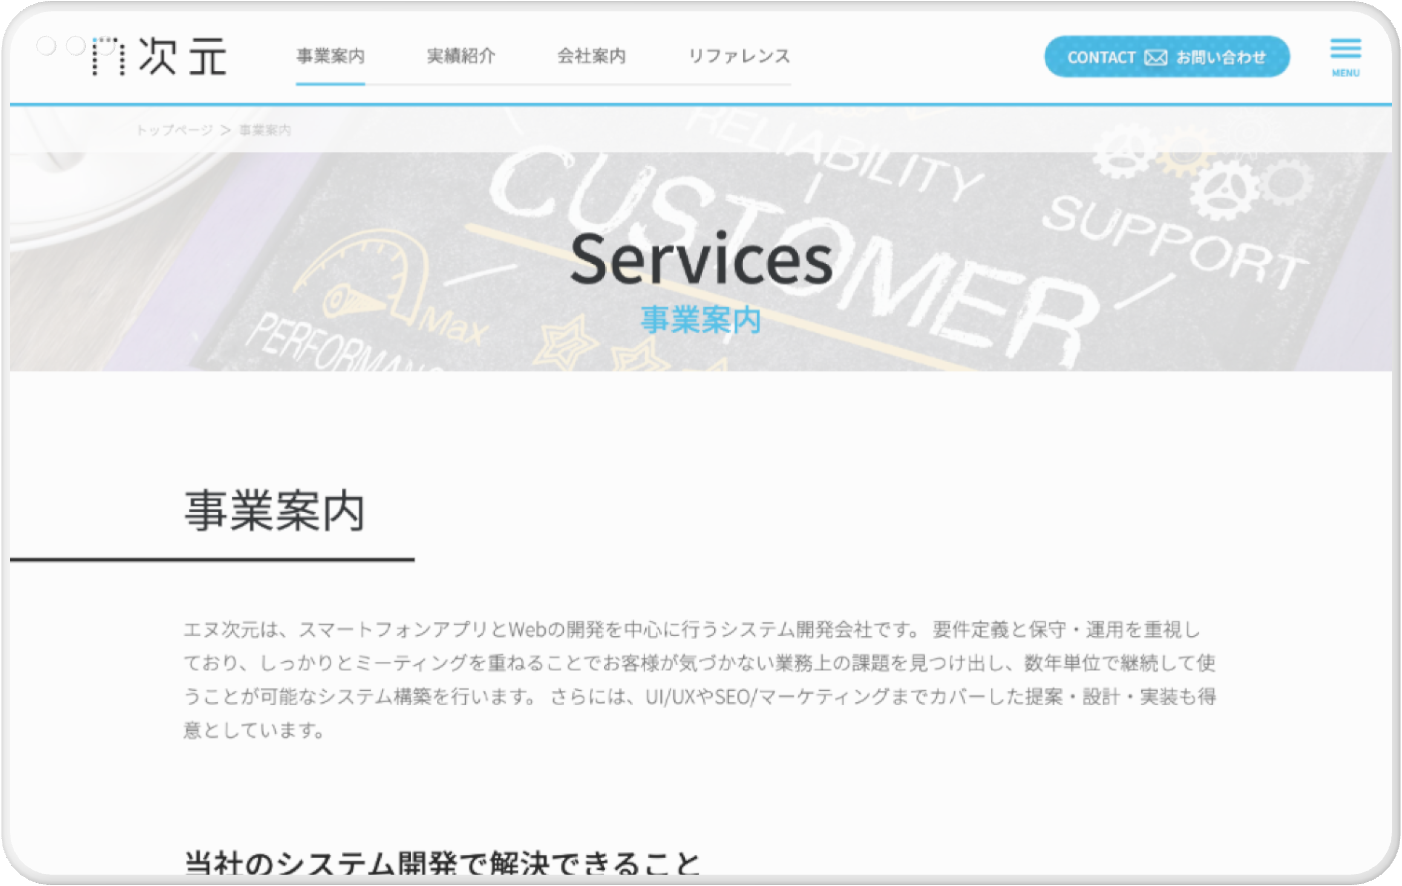 n次元
事業案内
実績紹介
会社案内
リファレンス
CONTACT お問い合わせ
MENU
トップページ > 事業案内
RELIABILITY
CUSTOMER
SUPPORT
Max
Services
事業案内
事業案内
エヌ次元は、スマートフォンアプリとWebの開発を中心に行うシステム開発会社です。 要件定義と保守・運用を重視し
ており、しっかりとミーティングを重ねることでお客様が気づかない業務上の課題を見つけ出し、数年単位で継続して使
うことが可能なシステム構築を行います。 さらには、UI/UXやSEO/マーケティングまでカバーした提案・設計・実装も得
意としています。
当社のシステム開発で解決できること